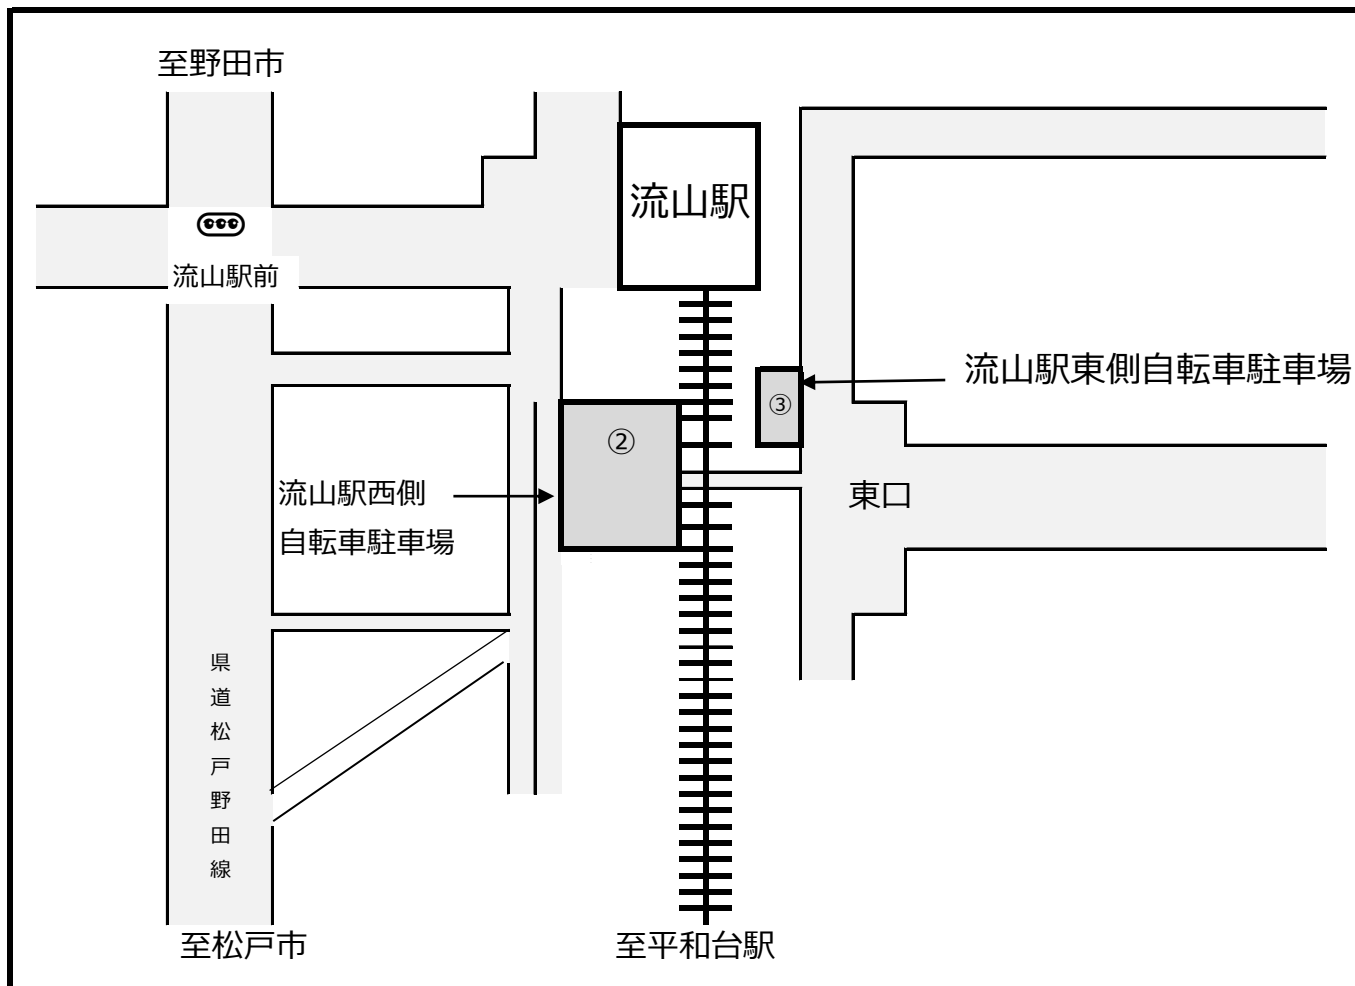 至野田市
流山駅
流山駅前
流山駅東側自転車駐車場
③
②
流山駅西側
自転車駐車場
東口
県道松戸野田線
至松戸市
至平和台駅